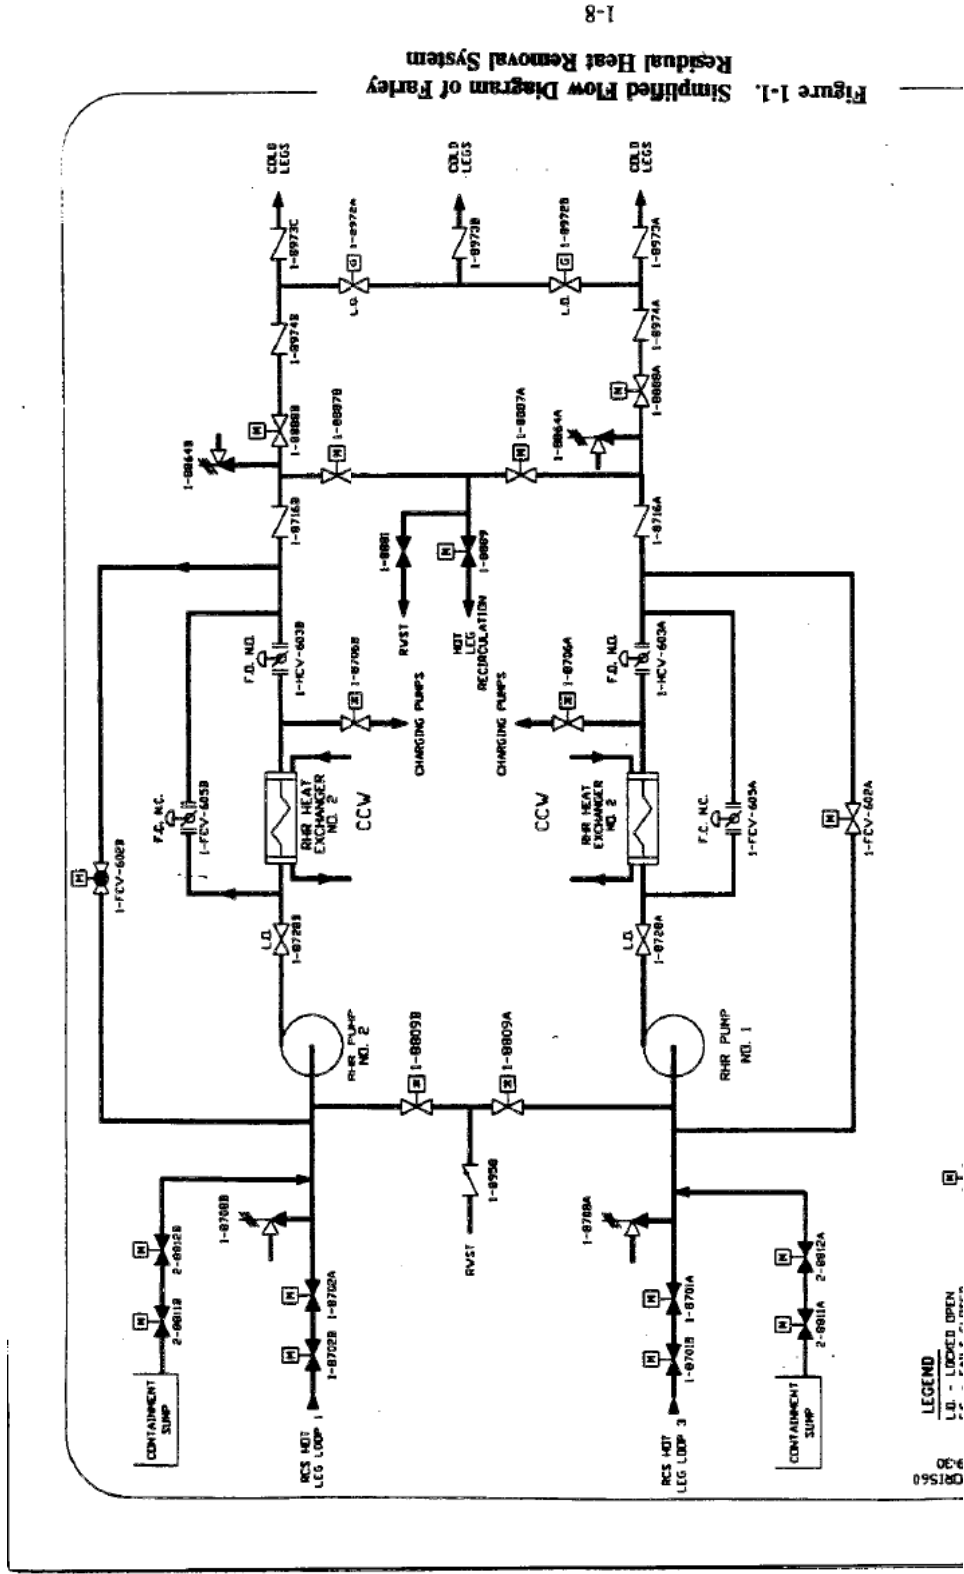 1-8
Figure 1-1. Simplified Flow Diagram of Farley
Residual Heat Removal System
COLD
LEGS
COLD
LEGS
COLD
LEGS
1-8973C
1-8972A
G
L.O.
1-8973B
1-8972B
G
L.O.
1-8973A
1-8974B
1-8974A
M
1-8888B
M
1-8888A
1-8864B
1-8864A
M
1-8887B
M
1-8887A
1-8716B
1-8716A
1-8881
RWST
M
1-8889
HOT
LEG
RECIRCULATION
F.O. N.O.
1-HCV-603B
F.O. N.O.
1-HCV-603A
M
1-8706B
CHARGING PUMPS
M
1-8706A
CHARGING PUMPS
F.C. N.C.
1-FCV-605B
F.C. N.C.
1-FCV-605A
RHR HEAT
EXCHANGER
NO. 2
CCW
RHR HEAT
EXCHANGER
NO. 2
CCW
M
1-FCV-602B
M
1-FCV-602A
L.O.
1-8728B
L.O.
1-8728A
RHR PUMP
NO. 2
RHR PUMP
NO. 1
M
1-8809B
M
1-8809A
1-8958
RWST
1-8708B
1-8708A
M
2-8812B
M
2-8811B
M
2-8812A
M
2-8811A
M
1-8702A
M
1-8702B
M
1-8701A
M
1-8701B
CONTAINMENT
SUMP
CONTAINMENT
SUMP
RCS HOT
LEG LOOP 1
RCS HOT
LEG LOOP 3
M
LEGEND
L.O. - LOCKED OPEN